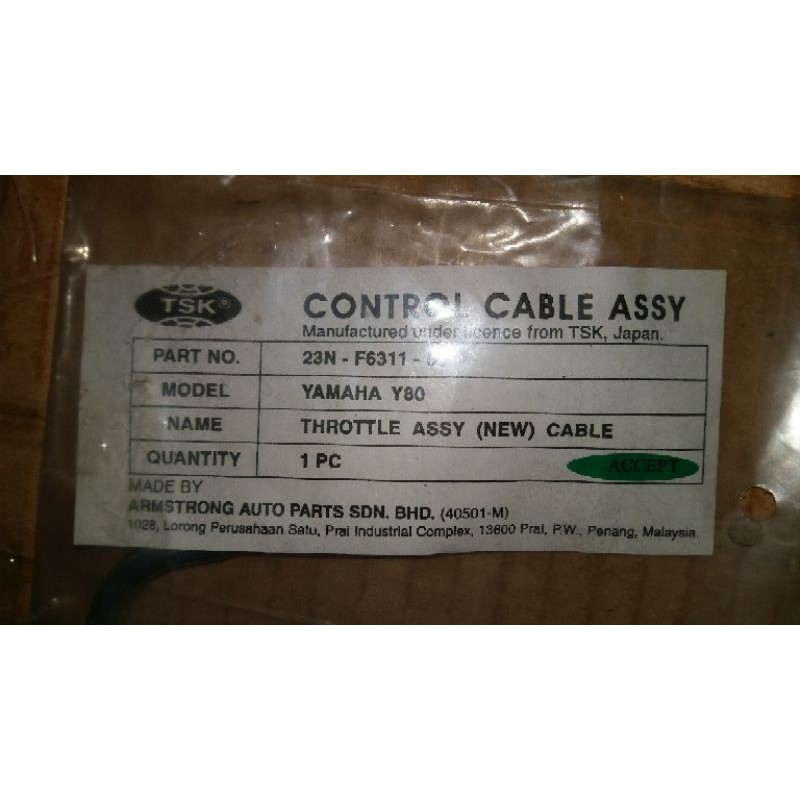 TSK®
CONTROL CABLE ASSY
Manufactured under licence from TSK, Japan.
PART NO. 23N - F6311 -
MODEL YAMAHA Y80
NAME THROTTLE ASSY (NEW) CABLE
QUANTITY 1 PC ACCEPT
MADE BY
ARMSTRONG AUTO PARTS SDN. BHD. (40501-M)
1028, Lorong Perusahaan Satu, Prai Industrial Complex, 13600 Prai, P.W., Penang, Malaysia.